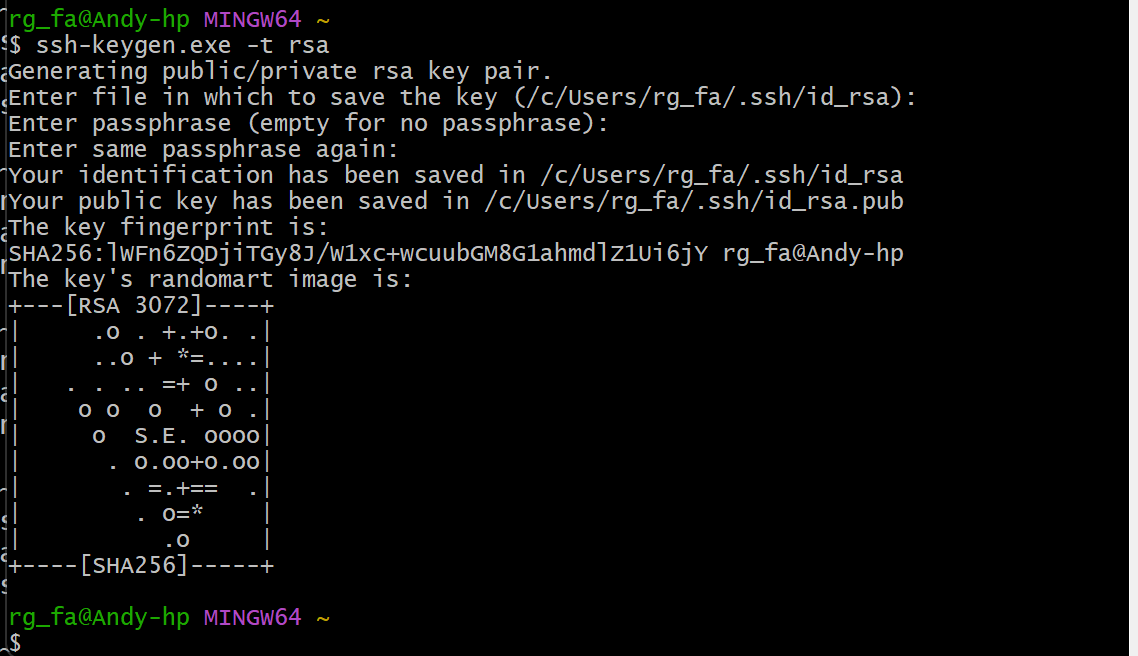 rg_fa@Andy-hp MINGW64 ~
$ ssh-keygen.exe -t rsa
Generating public/private rsa key pair.
Enter file in which to save the key (/c/Users/rg_fa/.ssh/id_rsa):
Enter passphrase (empty for no passphrase):
Enter same passphrase again:
Your identification has been saved in /c/Users/rg_fa/.ssh/id_rsa
Your public key has been saved in /c/Users/rg_fa/.ssh/id_rsa.pub
The key fingerprint is:
SHA256:lWFn6ZQDjiTGy8J/W1xc+wcuubGM8G1ahmdlZ1Ui6jY rg_fa@Andy-hp
The key's randomart image is:
+---[RSA 3072]----+
|     .o . +.+o. .|
|     ..o + *=....|
|   . . .. =+ o ..|
|    o o  o  + o .|
|     o  S.E. oooo|
|      . o.oo+o.oo|
|       . =.+==  .|
|        . o=*    |
|          .o     |
+----[SHA256]-----+
rg_fa@Andy-hp MINGW64 ~
$